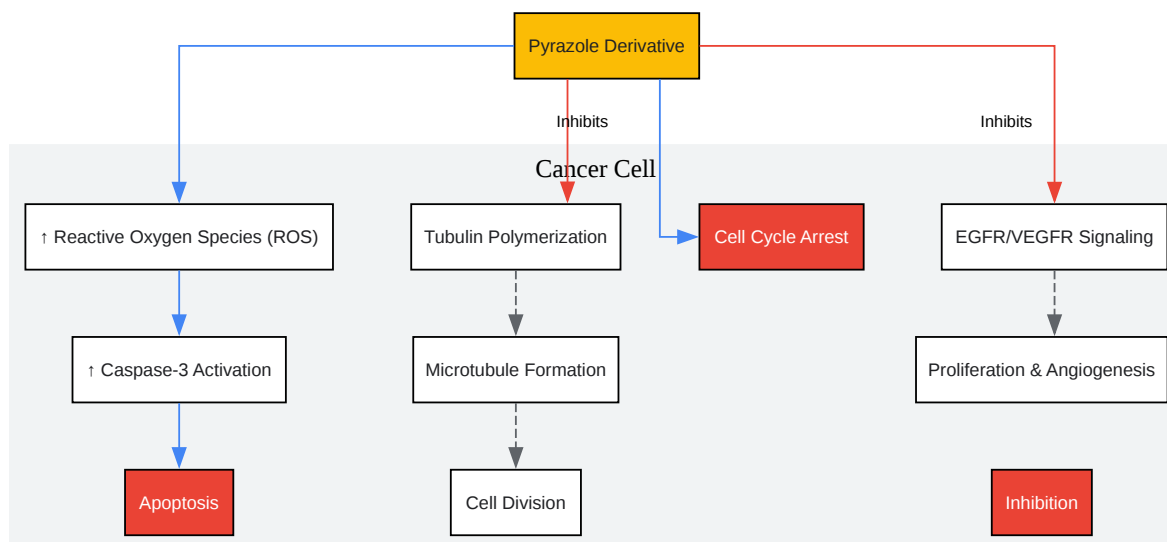 Pyrazole Derivative
Inhibits
Inhibits
Cancer Cell
↑ Reactive Oxygen Species (ROS)
Tubulin Polymerization
Cell Cycle Arrest
EGFR/VEGFR Signaling
↑ Caspase-3 Activation
Microtubule Formation
Proliferation & Angiogenesis
Apoptosis
Cell Division
Inhibition